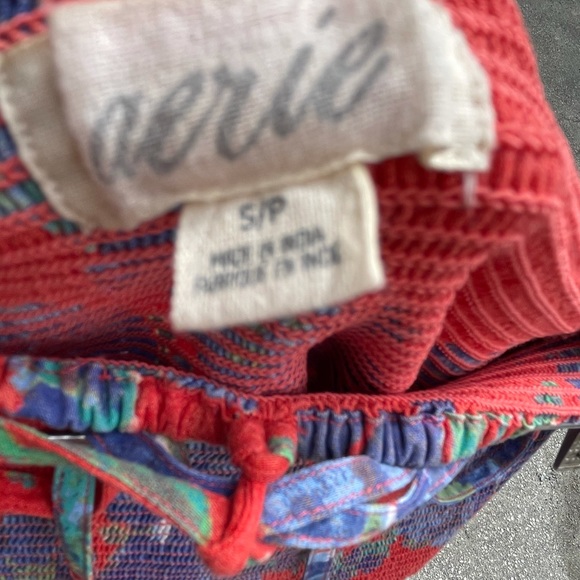 aerie
S/P
MADE IN INDIA
FABRIQUÉ EN INDE